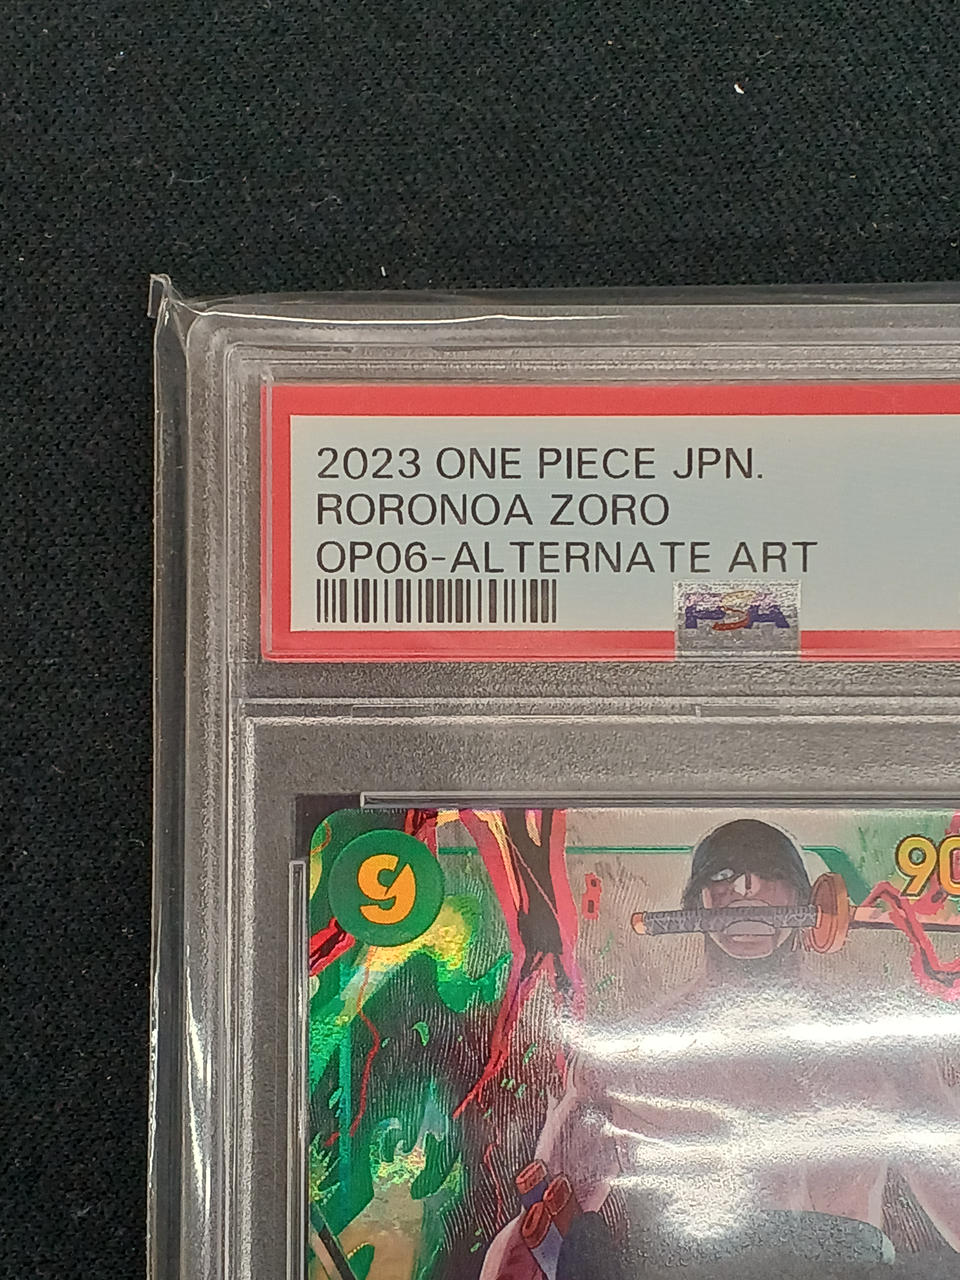 2023 ONE PIECE JPN.
RORONOA ZORO
OP06-ALTERNATE ART
PSA
9
90